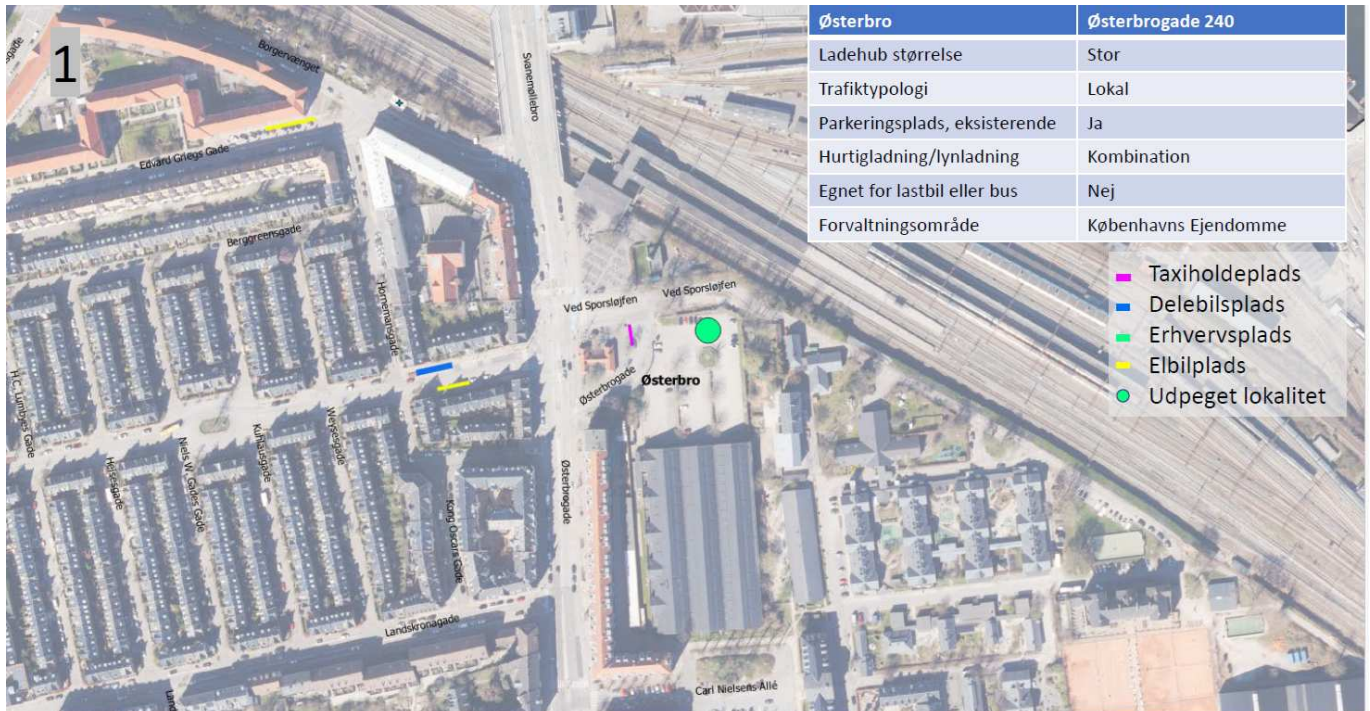 1
Østerbro Østerbrogade 240
Ladehub størrelse Stor
Trafiktypologi Lokal
Parkeringsplads, eksisterende Ja
Hurtigladning/lynladning Kombination
Egnet for lastbil eller bus Nej
Forvaltningsområde Københavns Ejendomme
Taxiholdeplads
Delebilsplads
Erhvervsplads
Elbilplads
Udpeget lokalitet
Borgervænget
Svanemøllebro
Edvard Griegs Gade
Berggreensgade
Hornemansgade
Ved Sporsløjfen
Ved Sporsløjfen
Østerbrogade
Østerbro
H.C. Lumbyes Gade
Heisesgade
Niels W. Gades Gade
Kuhlausgade
Weysesgade
Kong Oscars Gade
Østerbrogade
Landskronagade
Carl Nielsens Allé